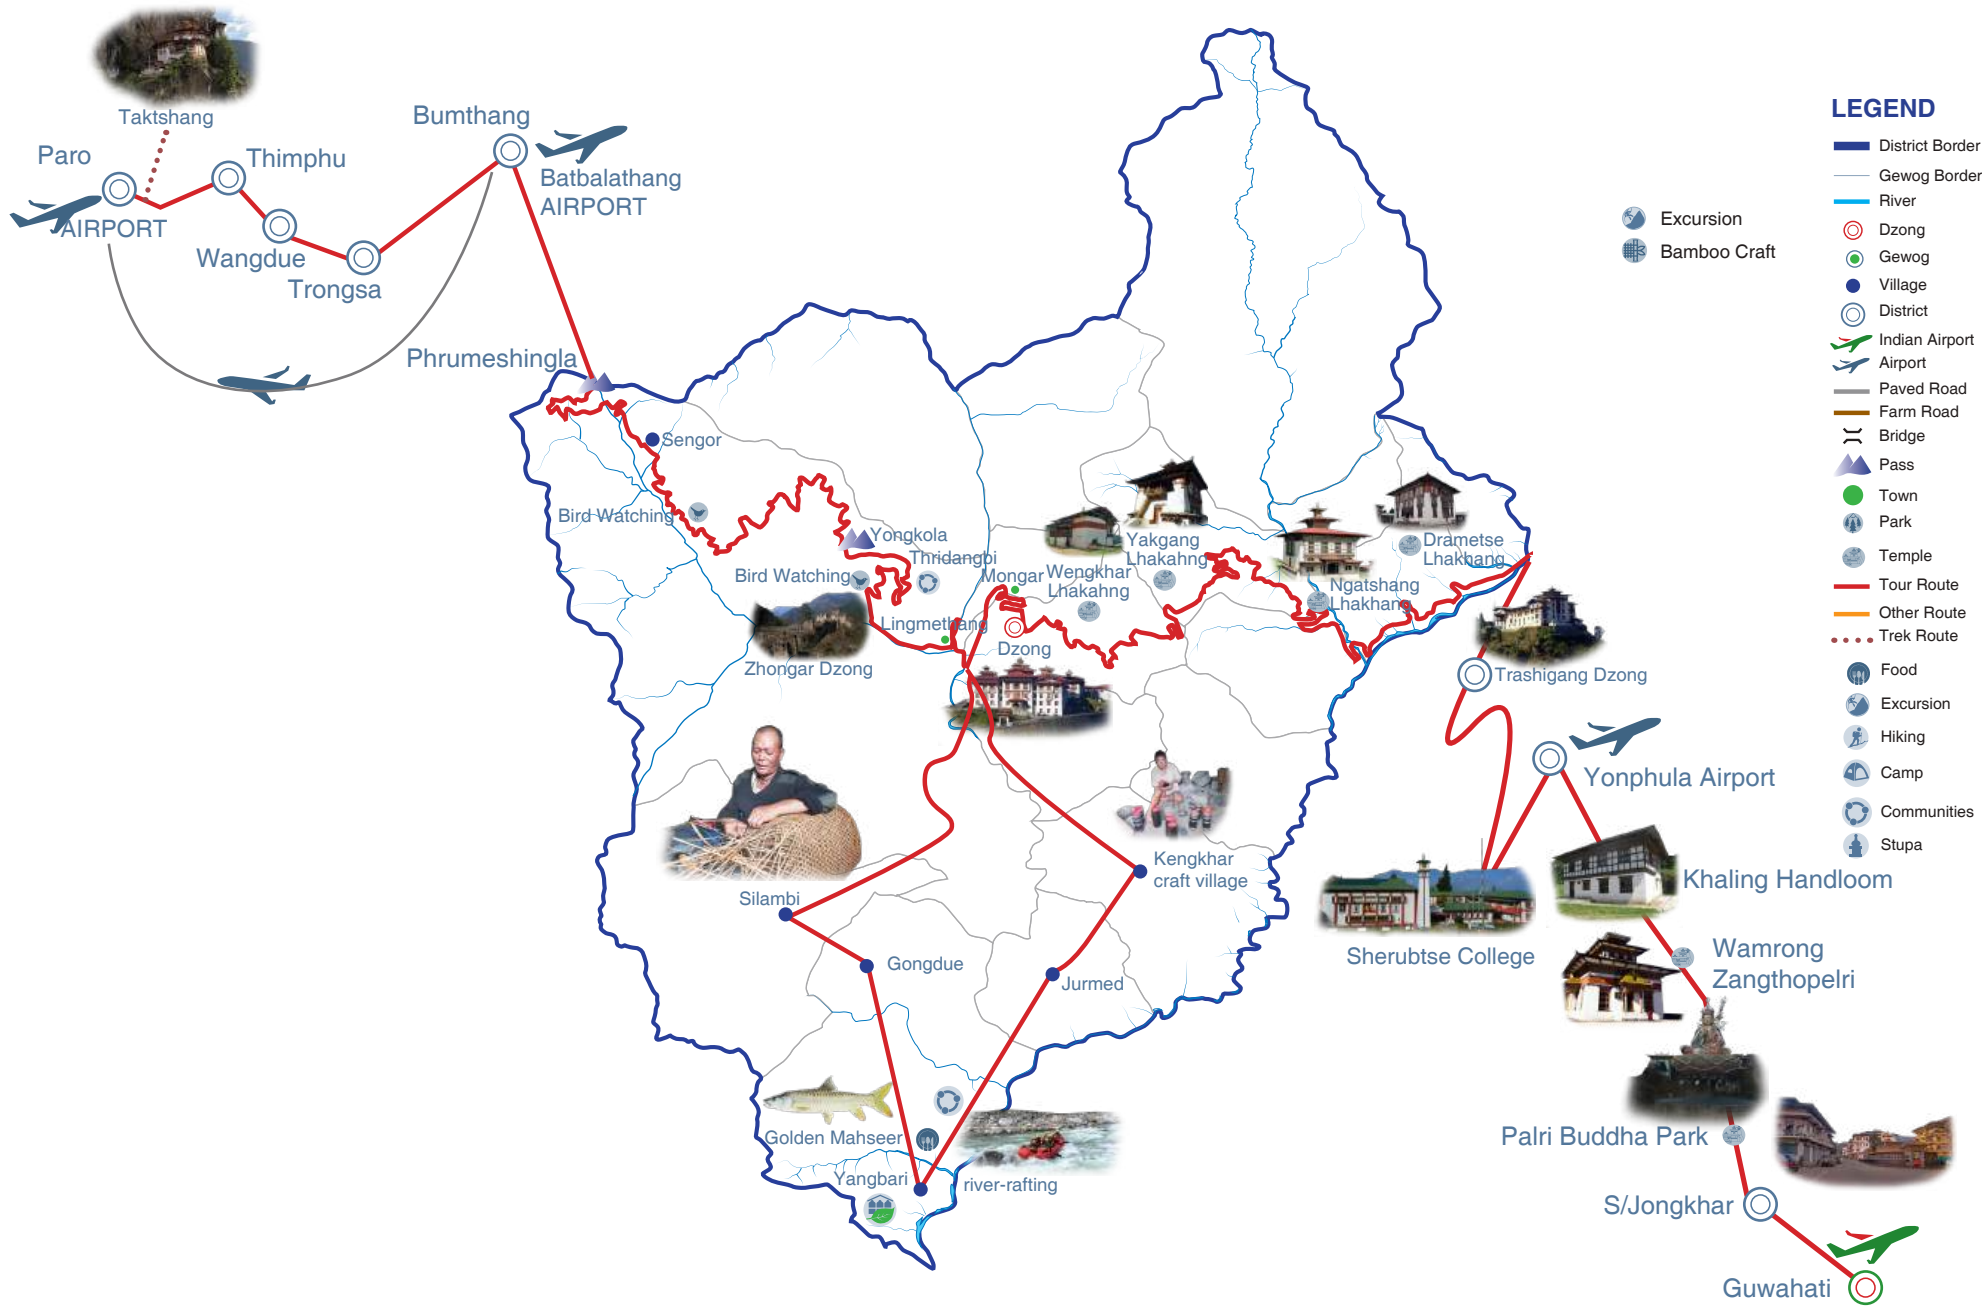 Taktshang
Paro
AIRPORT
Thimphu
Wangdue
Trongsa
Bumthang
Batbalathang
AIRPORT
Phrumeshingla
Sengor
Bird Watching
Yongkola
Thridangbi
Bird Watching
Lingmethang
Zhongar Dzong
Mongar
Dzong
Wengkhar
Lhakahng
Yakgang
Lhakahng
Ngatshang
Lhakhang
Drametse
Lhakhang
Trashigang Dzong
Yonphula Airport
Sherubtse College
Khaling Handloom
Wamrong
Zangthopelri
Palri Buddha Park
S/Jongkhar
Guwahati
Kengkhar
craft village
Silambi
Gongdue
Jurmed
Golden Mahseer
Yangbari
river-rafting
Excursion
Bamboo Craft
LEGEND
District Border
Gewog Border
River
Dzong
Gewog
Village
District
Indian Airport
Airport
Paved Road
Farm Road
Bridge
Pass
Town
Park
Temple
Tour Route
Other Route
Trek Route
Food
Excursion
Hiking
Camp
Communities
Stupa